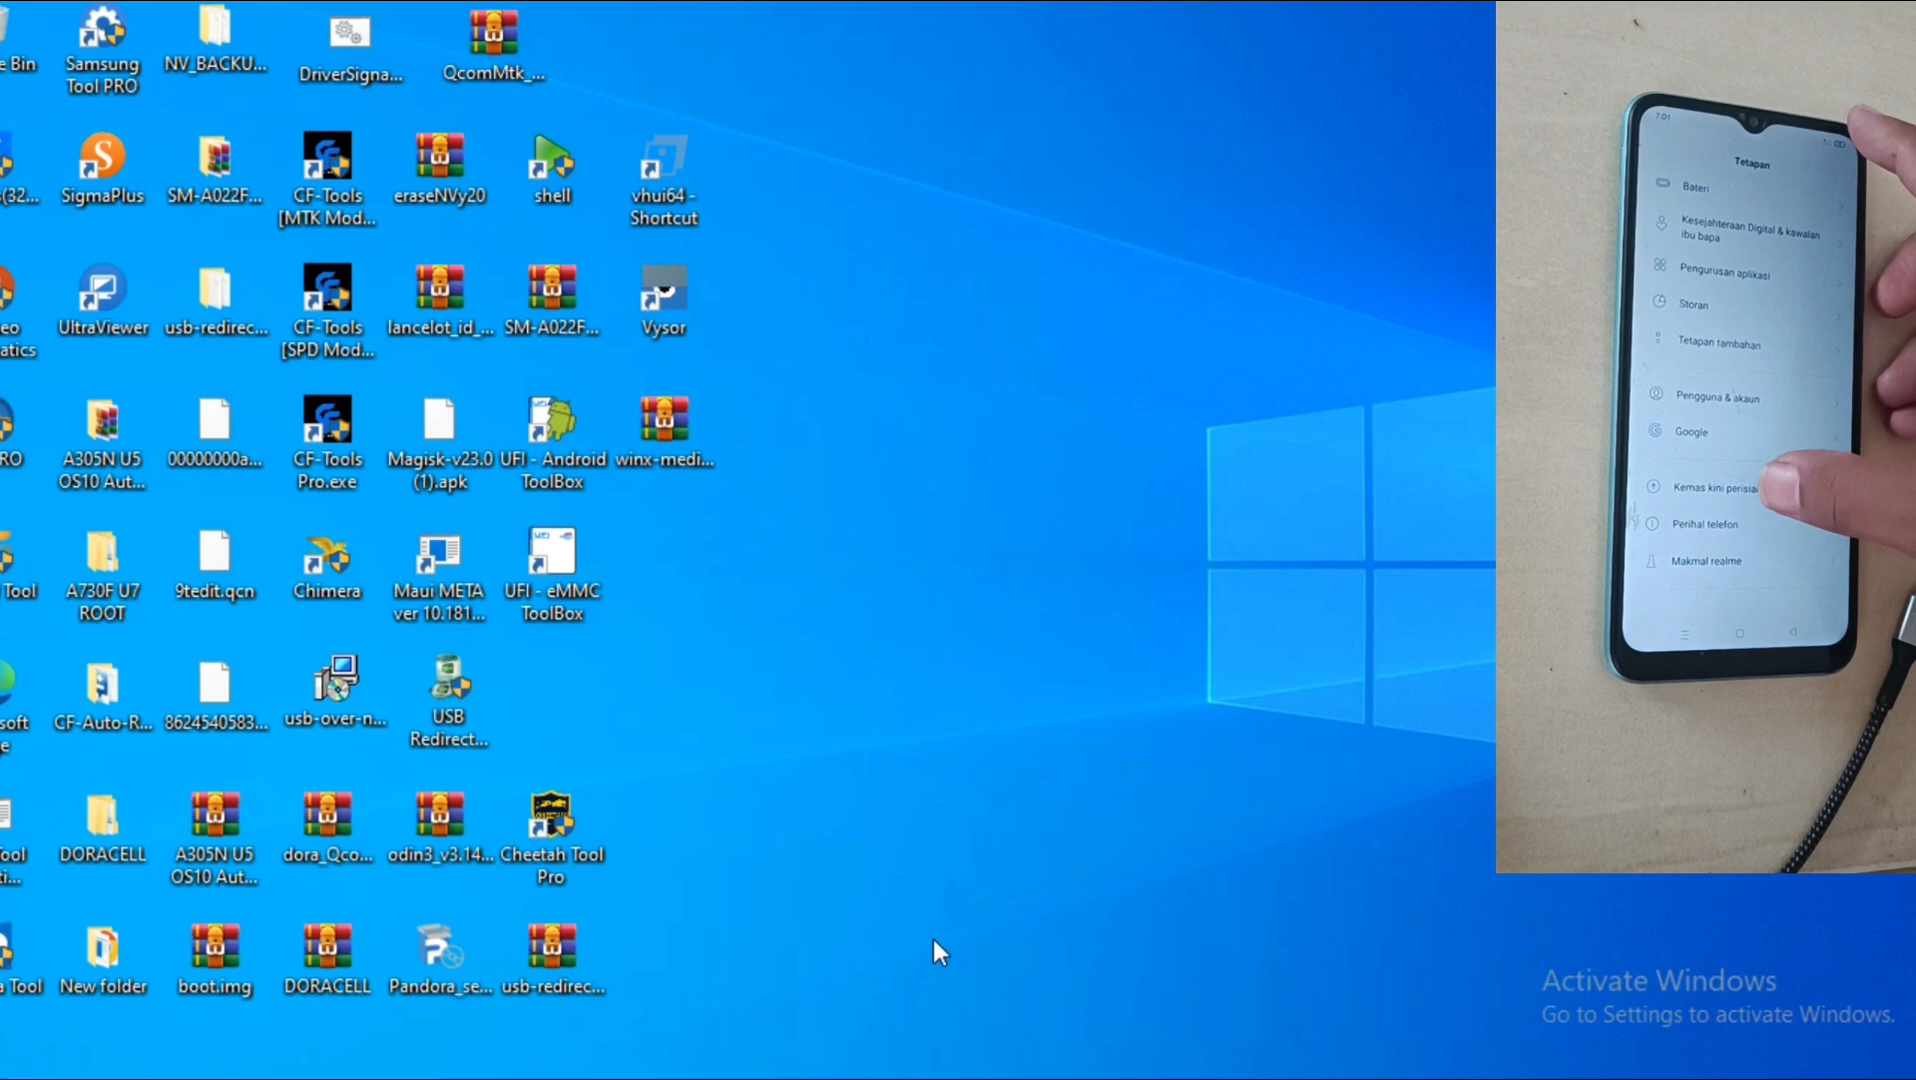 e Bin
Samsung
Tool PRO
NV_BACKU...
DriverSigna...
QcomMtk_...
s(32...
SigmaPlus
SM-A022F...
CF-Tools
[MTK Mod...
eraseNVy20
shell
vhui64 -
Shortcut
eo
atics
UltraViewer
usb-redirec...
CF-Tools
[SPD Mod...
lancelot_id_...
SM-A022F...
Vysor
RO
A305N U5
OS10 Aut...
00000000a...
CF-Tools
Pro.exe
Magisk-v23.0
(1).apk
UFI - Android
ToolBox
winx-medi...
Tool
A730F U7
ROOT
9tedit.qcn
Chimera
Maui META
ver 10.181...
UFI - eMMC
ToolBox
soft
e
CF-Auto-R...
8624540583...
usb-over-n...
USB
Redirect...
Tool
ti...
DORACELL
A305N U5
OS10 Aut...
dora_Qco...
odin3_v3.14...
Cheetah Tool
Pro
a Tool
New folder
boot.img
DORACELL
Pandora_se...
usb-redirec...
7:01
Tetapan
Bateri
Kesejahteraan Digital & kawalan
ibu bapa
Pengurusan aplikasi
Storan
Tetapan tambahan
Pengguna & akaun
Google
Kemas kini perisia
Perihal telefon
Makmal realme
Activate Windows
Go to Settings to activate Windows.